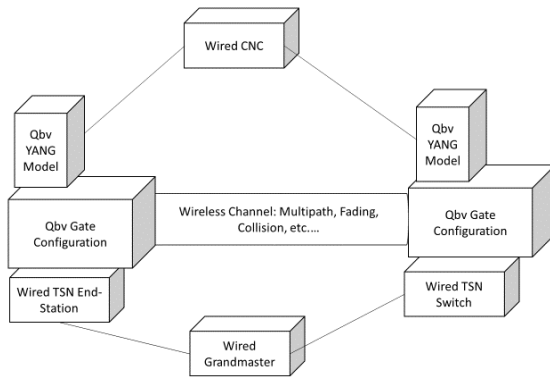 Wired CNC
Qbv
YANG
Model
Qbv
YANG
Model
Qbv Gate
Configuration
Wireless Channel: Multipath, Fading,
Collision, etc.…
Qbv Gate
Configuration
Wired TSN End-
Station
Wired TSN
Switch
Wired
Grandmaster